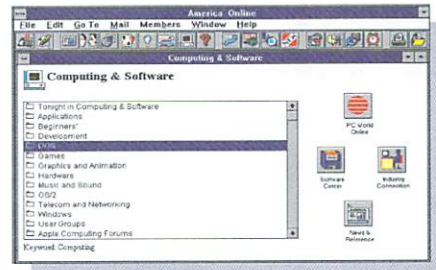 America Online
File Edit Go To Mail Members Window Help
Computing & Software
Computing & Software
Tonight in Computing & Software
Applications
Beginners'
Development
DOS
Games
Graphics and Animation
Hardware
Music and Sound
OS/2
Telecom and Networking
Windows
User Groups
Apple Computing Forums
PC World
Online
Software
Center
Industry
Connection
News &
Reference
Keyword: Computing